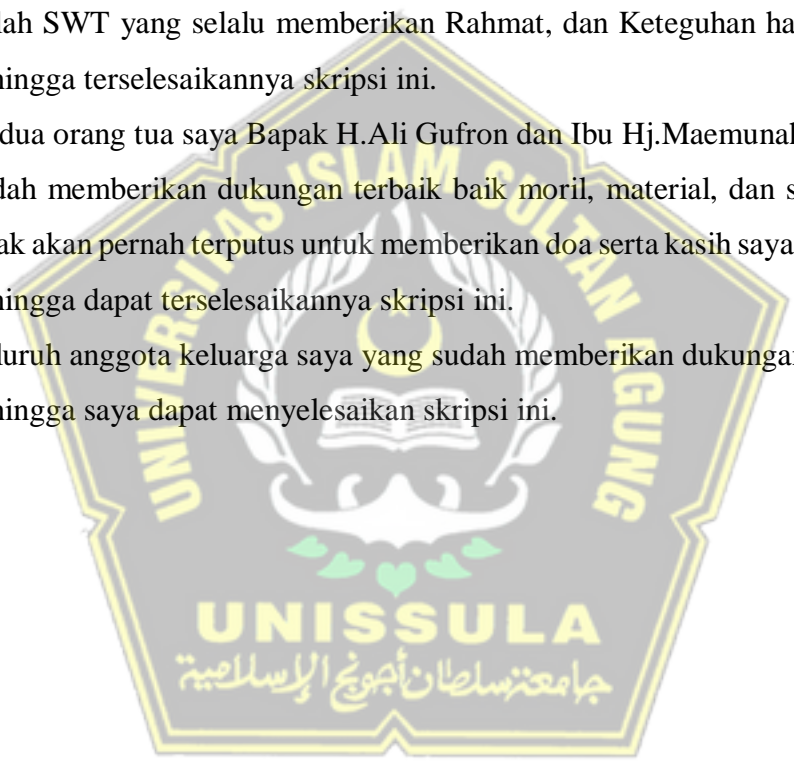 lah SWT yang selalu memberikan Rahmat, dan Keteguhan ha
hingga terselesaikannya skripsi ini.
dua orang tua saya Bapak H.Ali Gufron dan Ibu Hj.Maemunah
dah memberikan dukungan terbaik baik moril, material, dan s
ak akan pernah terputus untuk memberikan doa serta kasih saya
hingga dapat terselesaikannya skripsi ini.
luruh anggota keluarga saya yang sudah memberikan dukungan
hingga saya dapat menyelesaikan skripsi ini.
UNIVERSITAS ISLAM SULTAN AGUNG
UNISSULA
جامعة سلطان أجونج الإسلامية